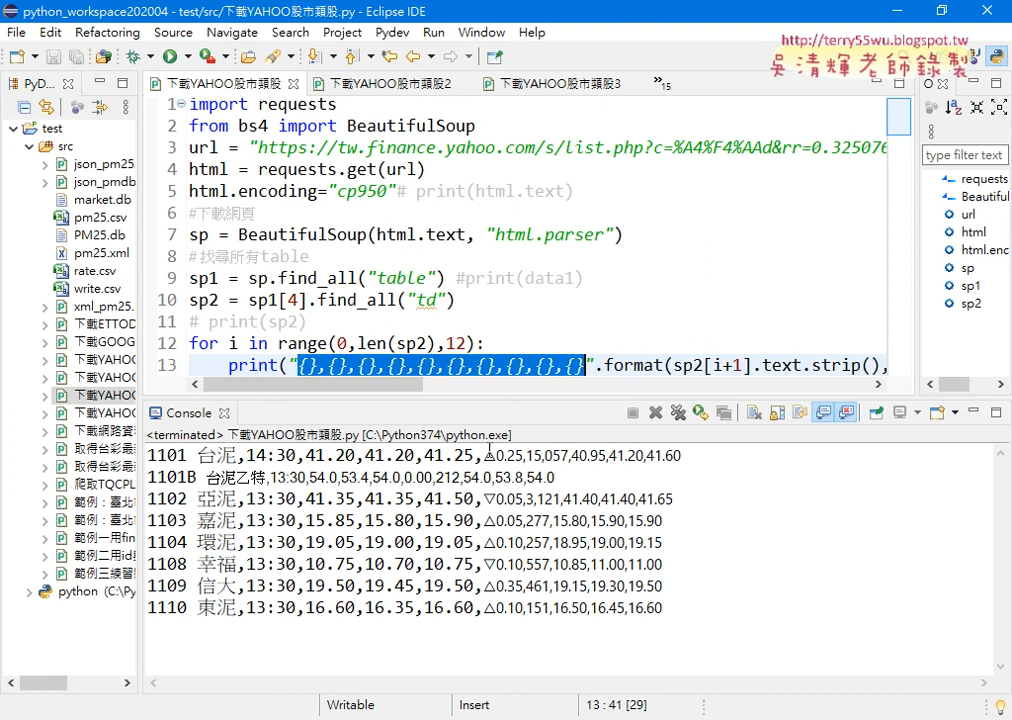 python_workspace202004 - test/src/下載YAHOO股市類股.py - Eclipse IDE
File Edit Refactoring Source Navigate Search Project Pydev Run Window Help
http://terry55wu.blogspot.tw
吳清輝老師錄製
PyD...
下載YAHOO股市類股
下載YAHOO股市類股2
下載YAHOO股市類股3
»15
O
test
src
json_pm25
json_pmdb
market.db
pm25.csv
PM25.db
pm25.xml
rate.csv
write.csv
xml_pm25.
下載ETTOD
下載GOOG
下載YAHO
下載YAHO
下載YAHO
下載YAHO
下載網路資
取得台彩最
取得台彩最
爬取TQCPL
範例：臺北
範例：臺北
範例一用fin
範例二用id
範例三練習
python (C:\Py
1 import requests
2 from bs4 import BeautifulSoup
3 url = "https://tw.finance.yahoo.com/s/list.php?c=%A4%F4%AAd&rr=0.325076
4 html = requests.get(url)
5 html.encoding="cp950"# print(html.text)
6 #下載網頁
7 sp = BeautifulSoup(html.text, "html.parser")
8 #找尋所有table
9 sp1 = sp.find_all("table") #print(data1)
10 sp2 = sp1[4].find_all("td")
11 # print(sp2)
12 for i in range(0,len(sp2),12):
13 print("{},{},{},{},{},{},{},{},{},{}".format(sp2[i+1].text.strip(),
type filter text
requests
Beautiful
url
html
html.enc
sp
sp1
sp2
Console
<terminated> 下載YAHOO股市類股.py [C:\Python374\python.exe]
1101 台泥,14:30,41.20,41.20,41.25,△0.25,15,057,40.95,41.20,41.60
1101B 台泥乙特,13:30,54.0,53.4,54.0,0.00,212,54.0,53.8,54.0
1102 亞泥,13:30,41.35,41.35,41.50,▽0.05,3,121,41.40,41.40,41.65
1103 嘉泥,13:30,15.85,15.80,15.90,△0.05,277,15.80,15.90,15.90
1104 環泥,13:30,19.05,19.00,19.05,△0.10,257,18.95,19.00,19.15
1108 幸福,13:30,10.75,10.70,10.75,▽0.10,557,10.85,11.00,11.00
1109 信大,13:30,19.50,19.45,19.50,△0.35,461,19.15,19.30,19.50
1110 東泥,13:30,16.60,16.35,16.60,△0.10,151,16.50,16.45,16.60
Writable
Insert
13 : 41 [29]